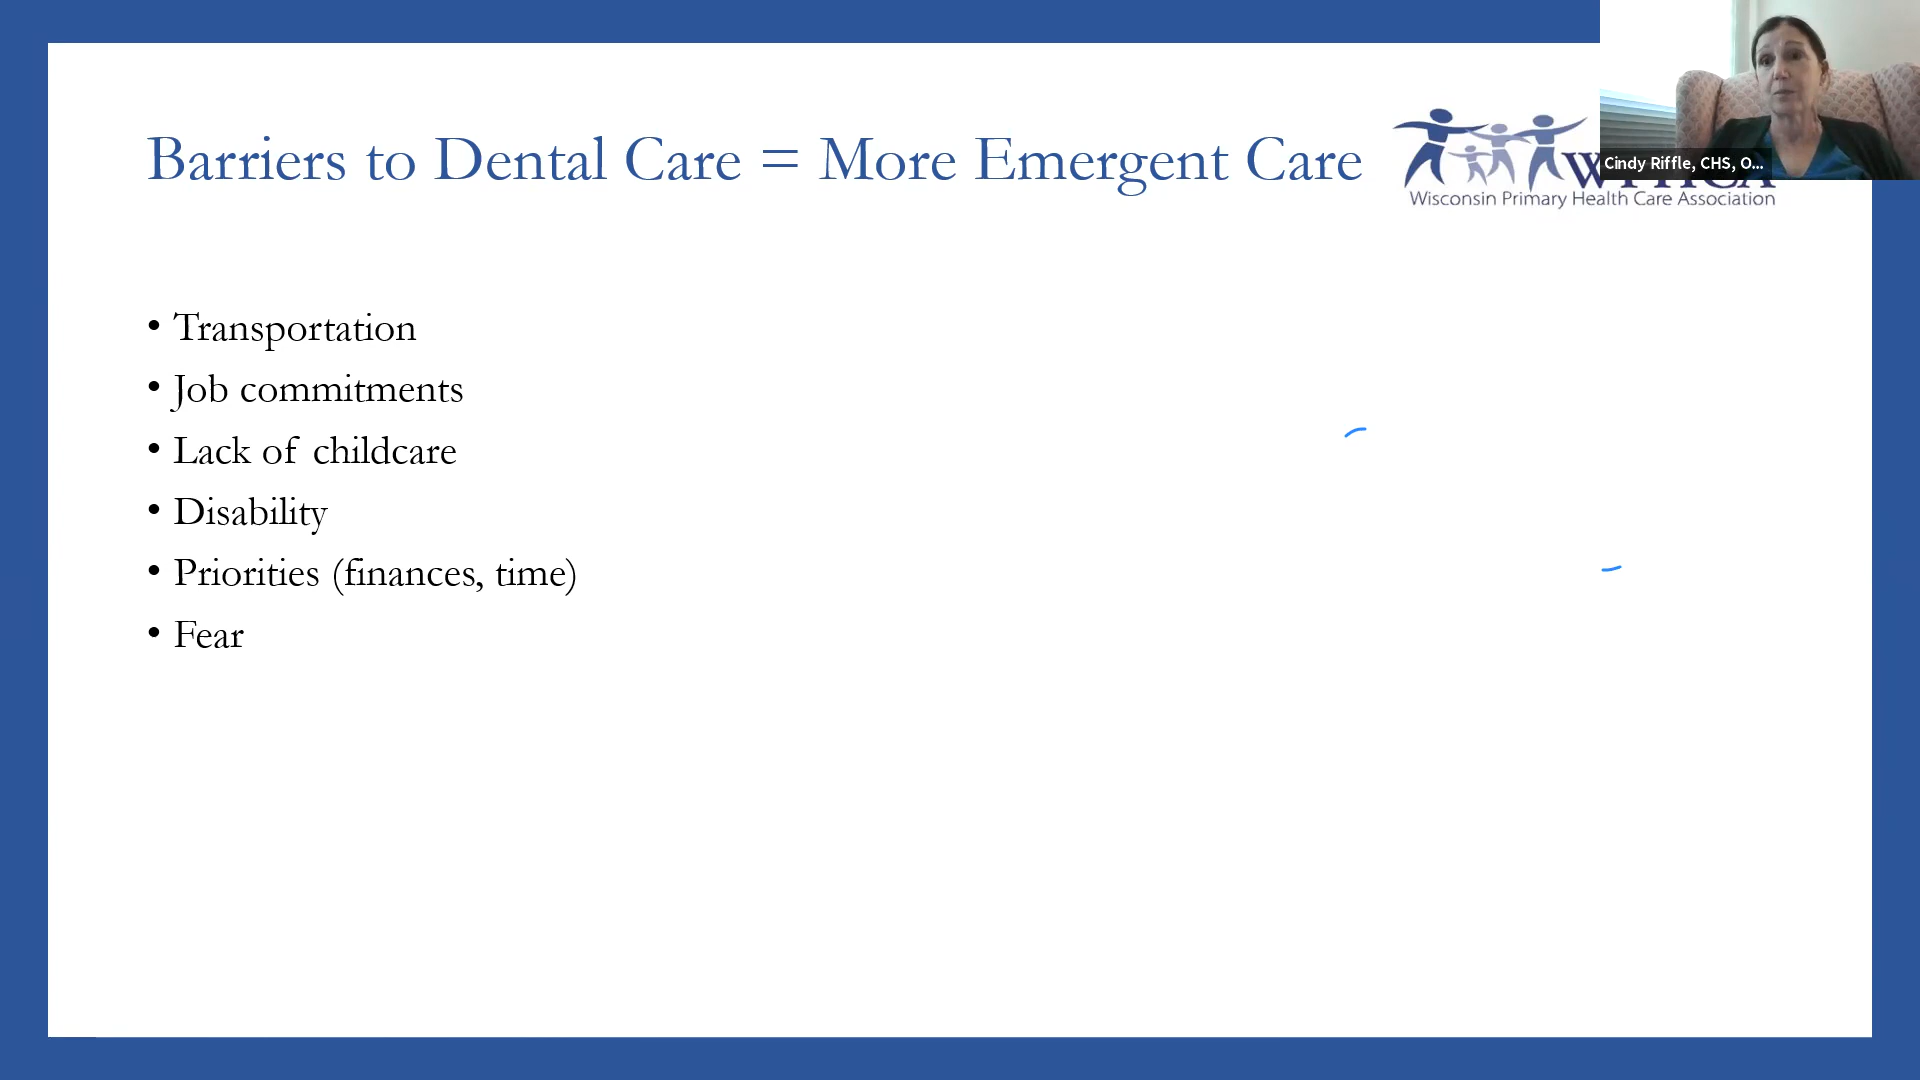 Barriers to Dental Care = More Emergent Care
Cindy Riffle, CHS, O...
Wisconsin Primary Health Care Association
• Transportation
• Job commitments
• Lack of childcare
• Disability
• Priorities (finances, time)
• Fear